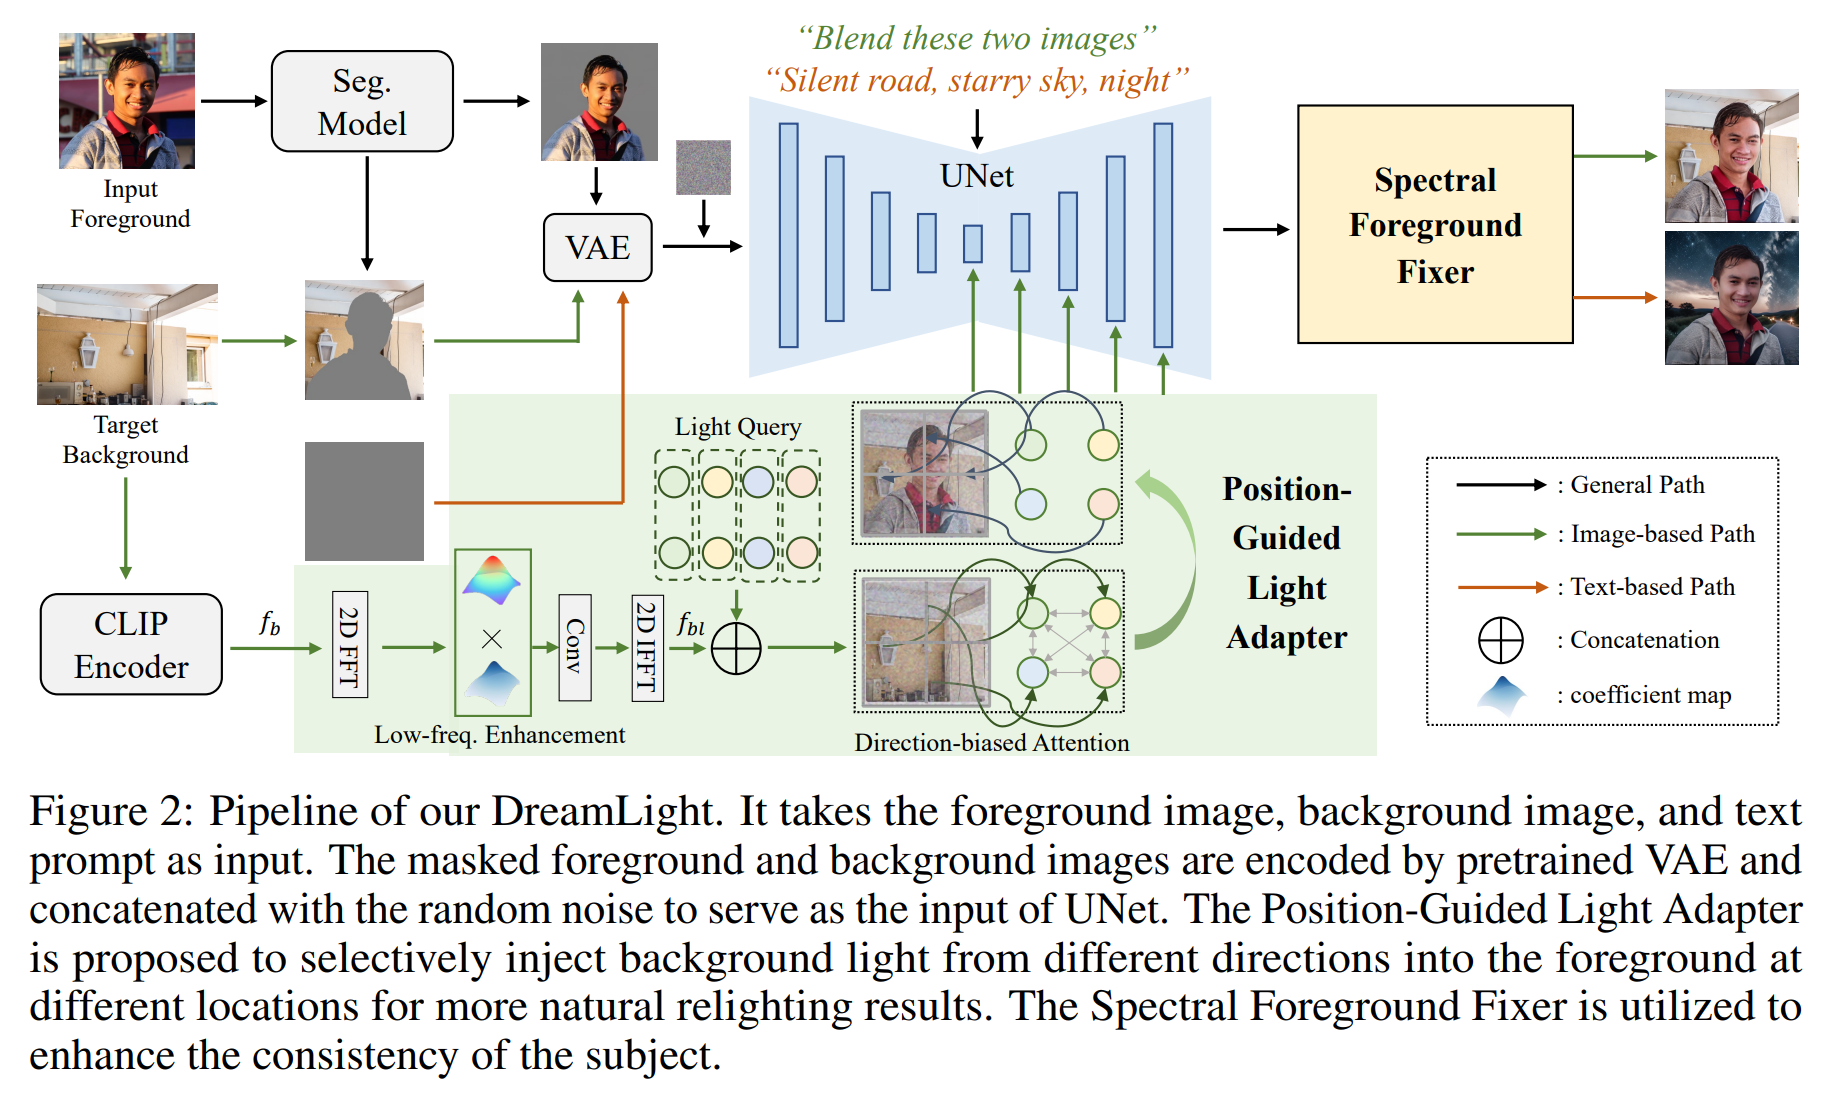 “Blend these two images”
“Silent road, starry sky, night”
Seg.
Model
Input
Foreground
UNet
VAE
Spectral
Foreground
Fixer
Target
Background
Light Query
Position-
Guided
Light
Adapter
: General Path
: Image-based Path
: Text-based Path
: Concatenation
: coefficient map
CLIP
Encoder
f_b
2D FFT
×
Conv
2D IFFT
f_bl
Low-freq. Enhancement
Direction-biased Attention
Figure 2: Pipeline of our DreamLight. It takes the foreground image, background image, and text
prompt as input. The masked foreground and background images are encoded by pretrained VAE and
concatenated with the random noise to serve as the input of UNet. The Position-Guided Light Adapter
is proposed to selectively inject background light from different directions into the foreground at
different locations for more natural relighting results. The Spectral Foreground Fixer is utilized to
enhance the consistency of the subject.